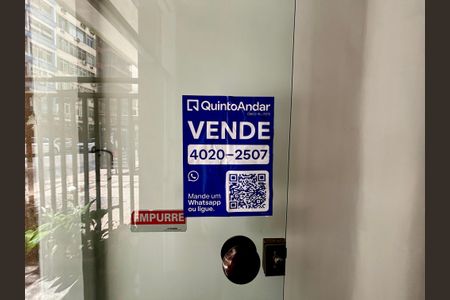 QuintoAndar
VENDE
4020-2507
Mande um
Whatsapp
ou ligue.
EMPURRE